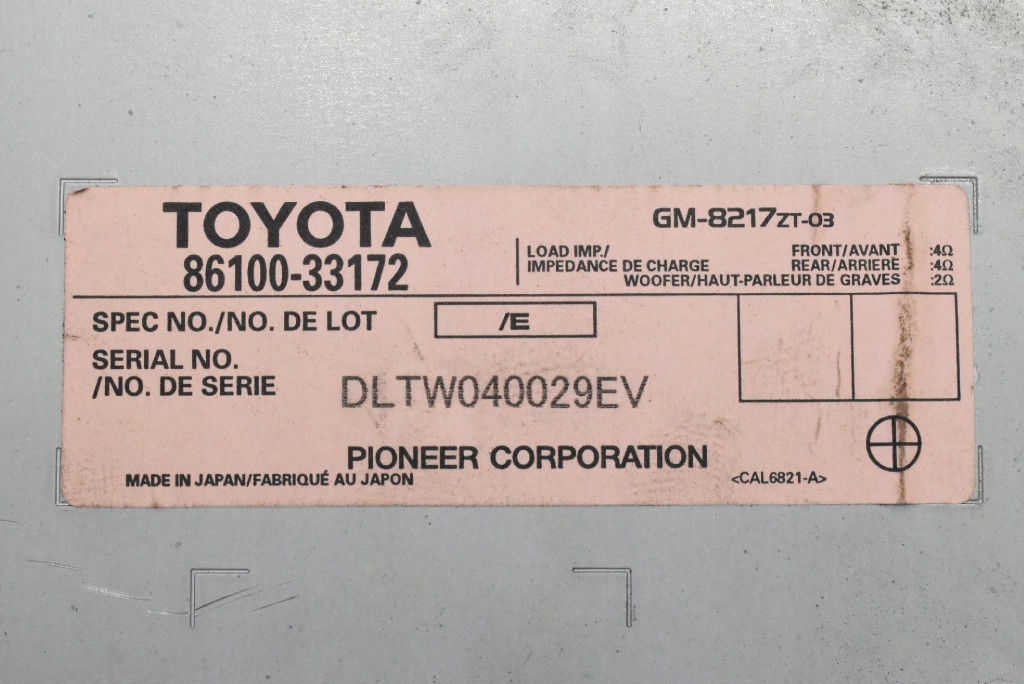 TOYOTA
86100-33172
GM-8217ZT-03
LOAD IMP./
IMPEDANCE DE CHARGE
FRONT/AVANT :4Ω
REAR/ARRIERE :4Ω
WOOFER/HAUT-PARLEUR DE GRAVES :2Ω
SPEC NO./NO. DE LOT /E
SERIAL NO.
/NO. DE SERIE DLTW040029EV
PIONEER CORPORATION
MADE IN JAPAN/FABRIQUÉ AU JAPON
<CAL6821-A>